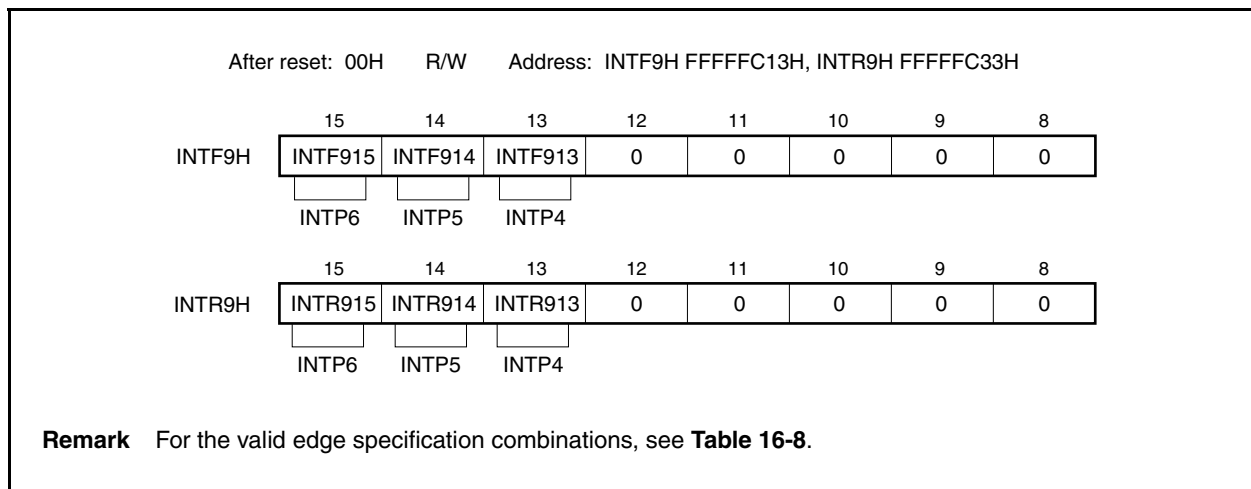 After reset: 00H R/W Address: INTF9H FFFFFC13H, INTR9H FFFFFC33H
15 14 13 12 11 10 9 8
INTF9H INTF915 INTF914 INTF913 0 0 0 0 0
INTP6 INTP5 INTP4
15 14 13 12 11 10 9 8
INTR9H INTR915 INTR914 INTR913 0 0 0 0 0
INTP6 INTP5 INTP4
Remark For the valid edge specification combinations, see Table 16-8.